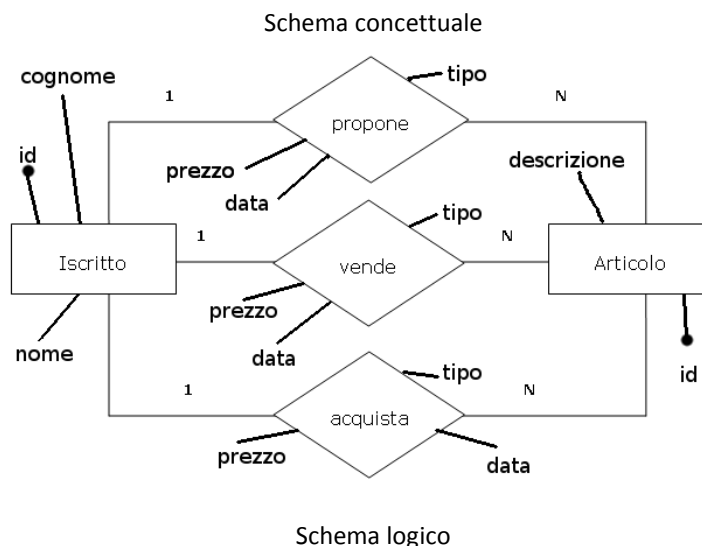 Schema concettuale
cognome
1
tipo
N
propone
id
prezzo
data
descrizione
Iscritto
1
tipo
vende
N
Articolo
prezzo
data
nome
1
tipo
acquista
N
id
prezzo
data
Schema logico